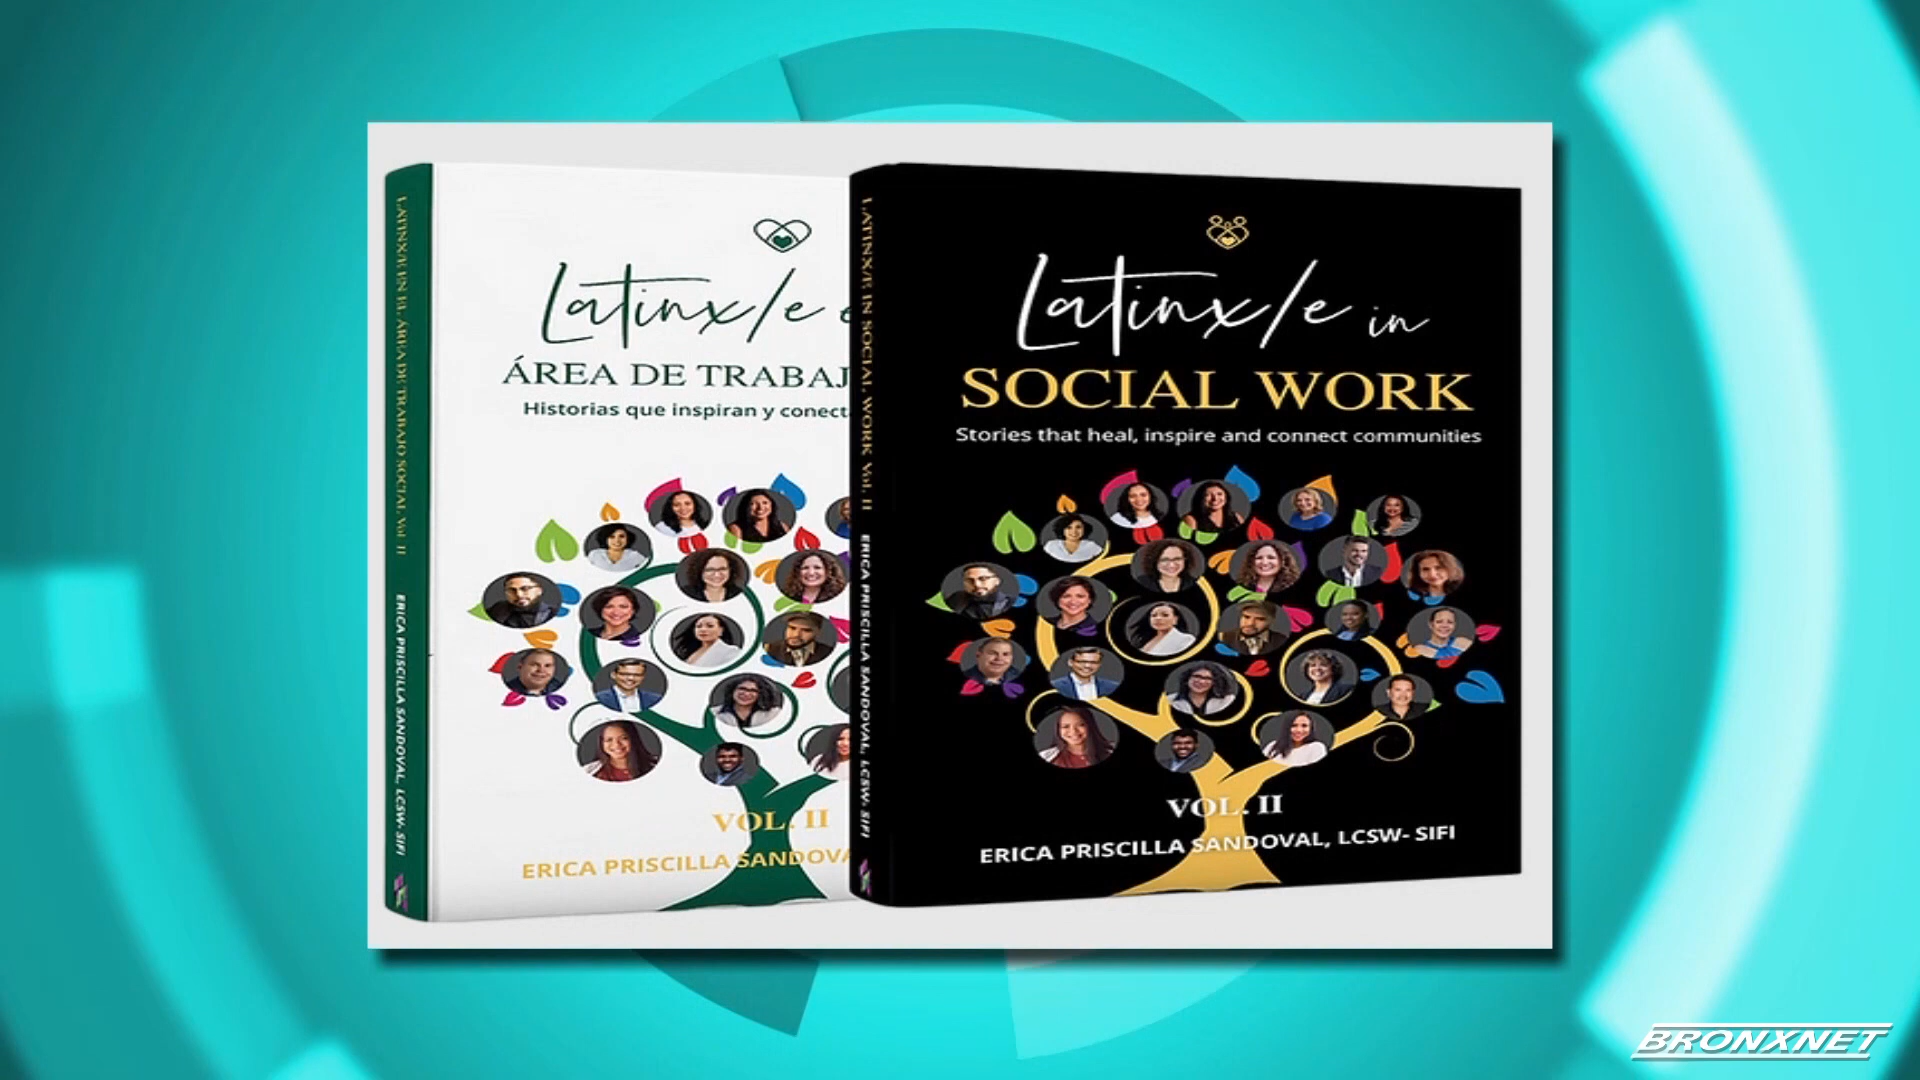 LATINX/E EN EL ÁREA DE TRABAJO SOCIAL Vol. II
ERICA PRISCILLA SANDOVAL, LCSW- SIFI
Latinx/e e
ÁREA DE TRABAJ
Historias que inspiran y conect
VOL. II
ERICA PRISCILLA SANDOVA
LATINX/E IN SOCIAL WORK Vol. II
ERICA PRISCILLA SANDOVAL, LCSW- SIFI
Latinx/e in
SOCIAL WORK
Stories that heal, inspire and connect communities
VOL. II
ERICA PRISCILLA SANDOVAL, LCSW- SIFI
BRONXNET